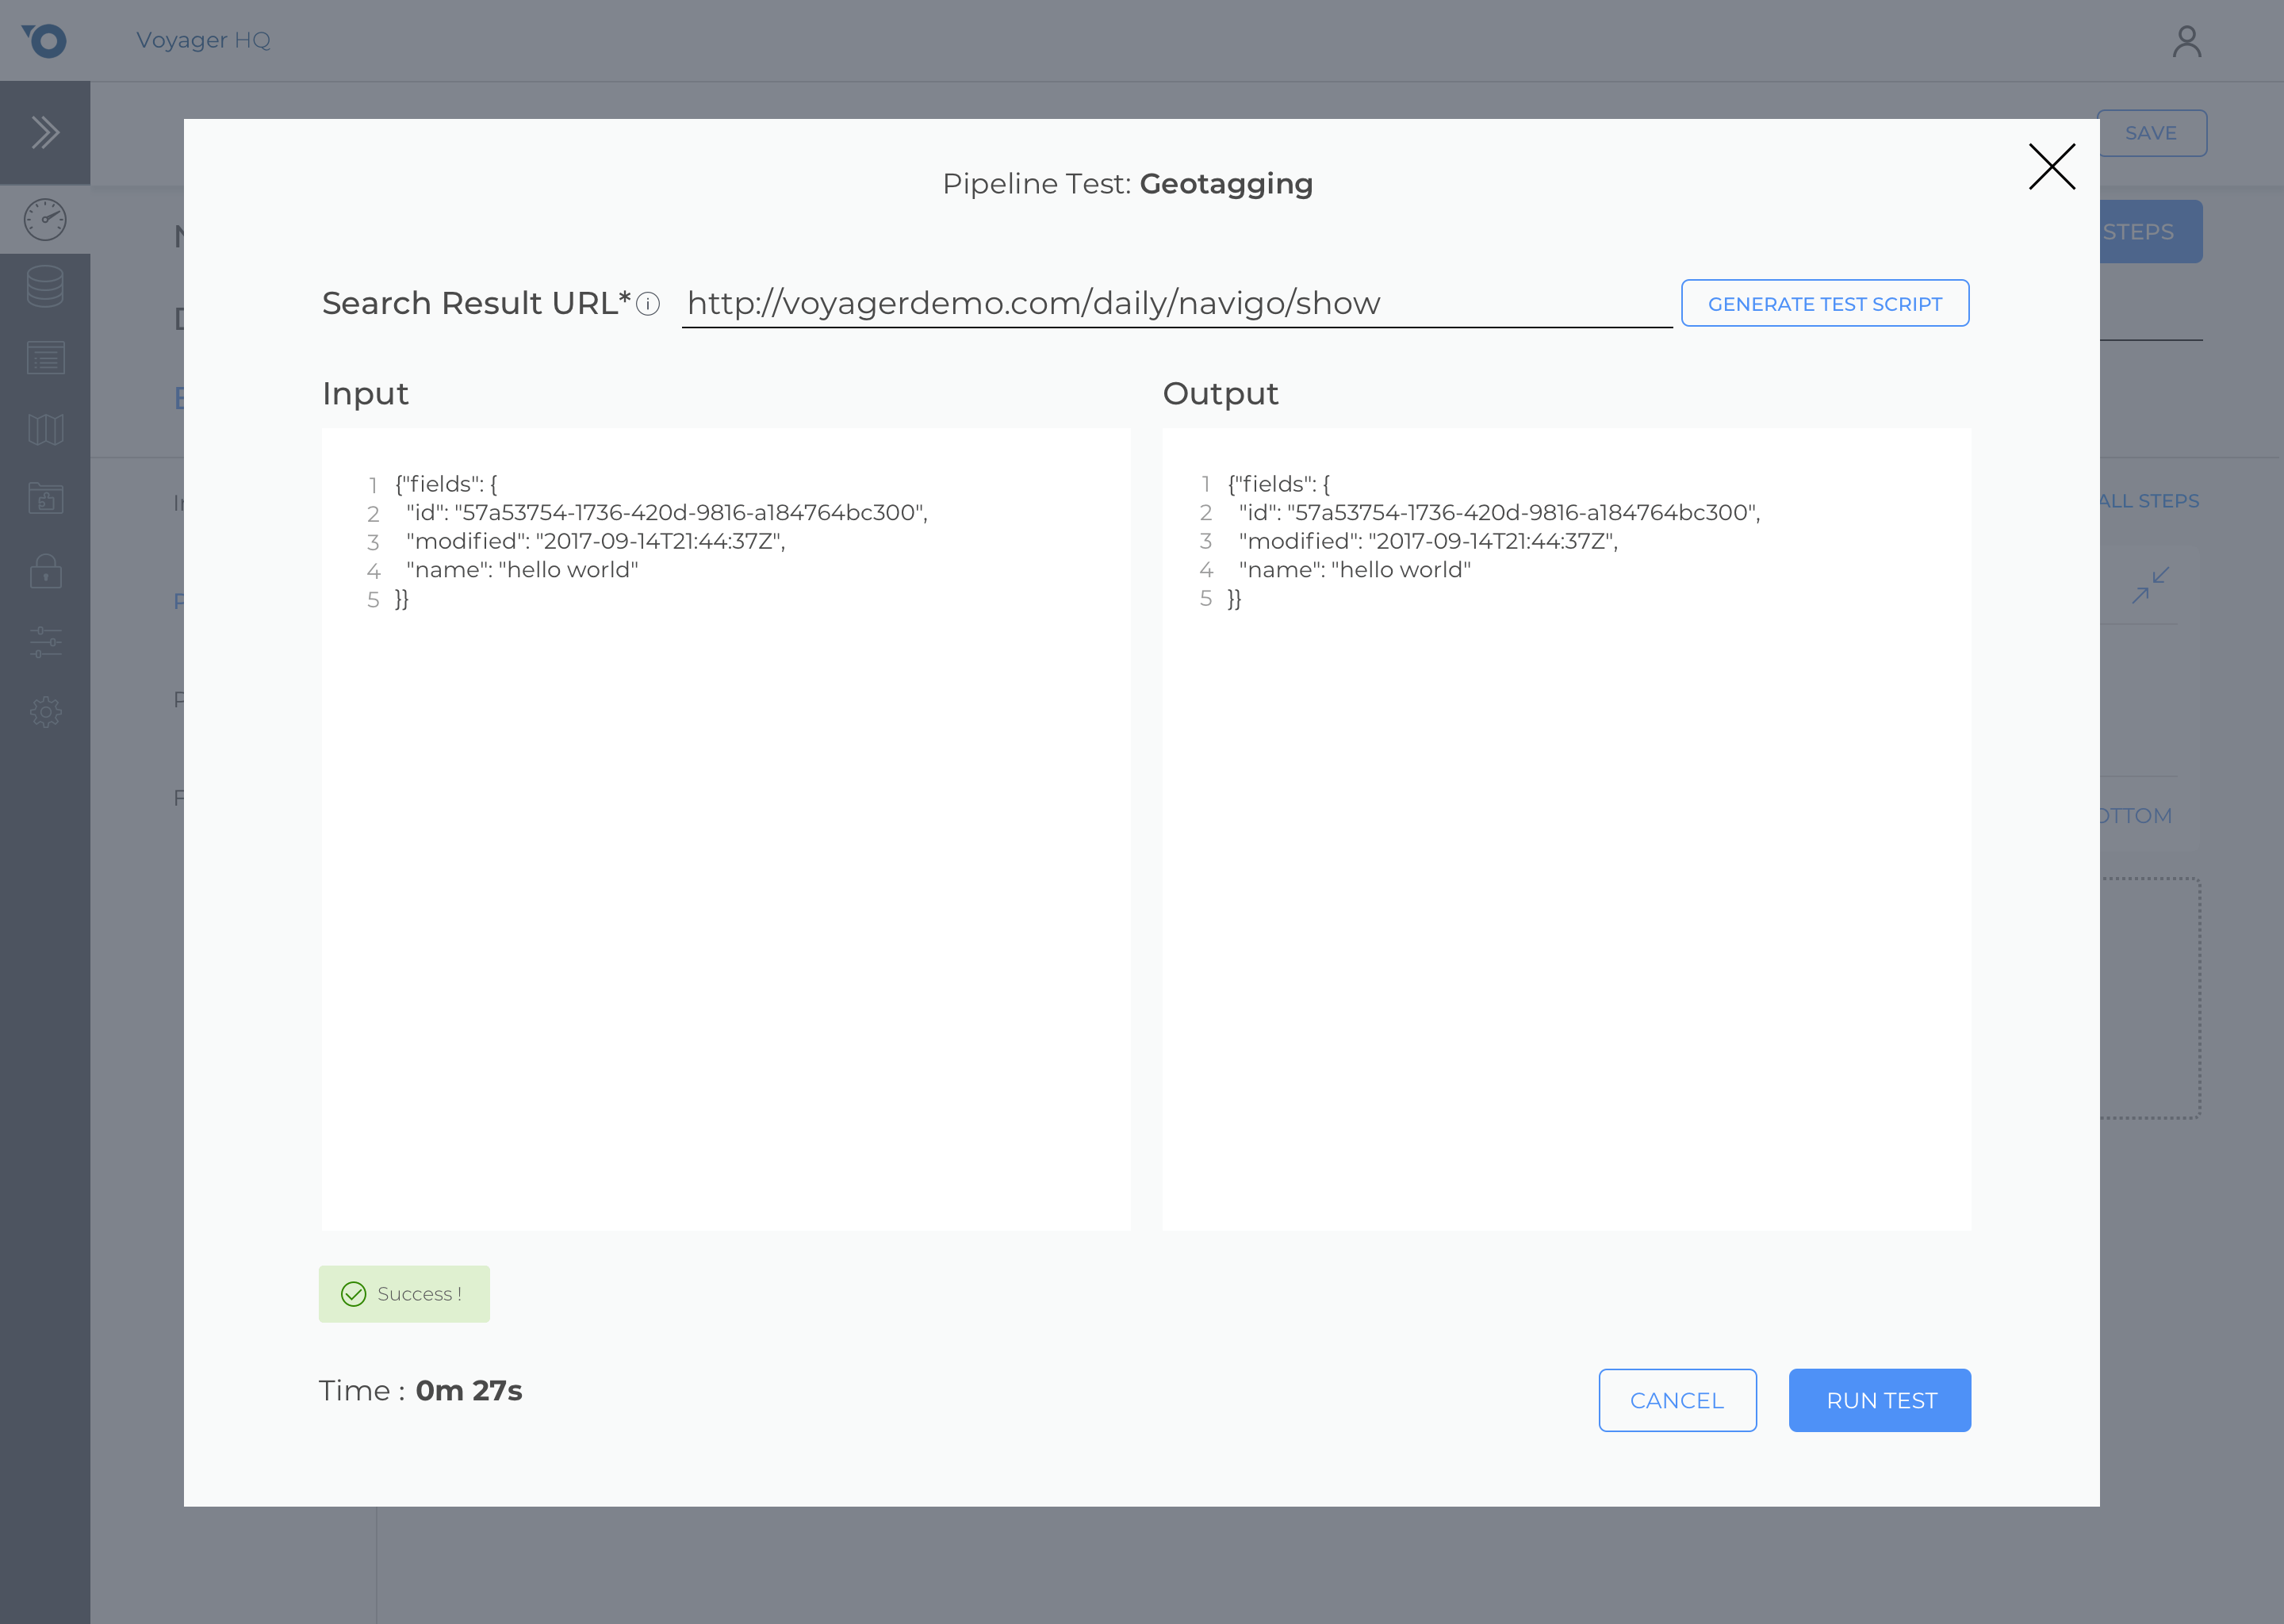 Voyager HQ
SAVE
Pipeline Test: Geotagging
STEPS
Search Result URL* http://voyagerdemo.com/daily/navigo/show GENERATE TEST SCRIPT
Input
Output
1 {"fields": {
2 "id": "57a53754-1736-420d-9816-a184764bc300",
3 "modified": "2017-09-14T21:44:37Z",
4 "name": "hello world"
5 }}
1 {"fields": {
2 "id": "57a53754-1736-420d-9816-a184764bc300",
3 "modified": "2017-09-14T21:44:37Z",
4 "name": "hello world"
5 }}
ALL STEPS
OTTOM
Success !
Time : 0m 27s
CANCEL
RUN TEST